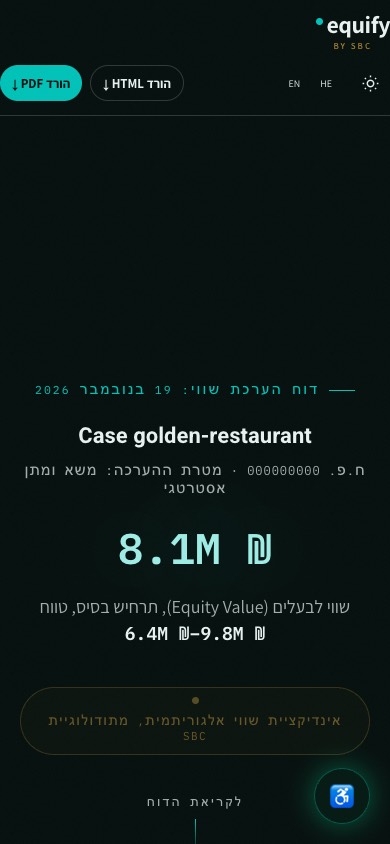 equify
BY SBC
הורד PDF ↓
הורד HTML ↓
EN
HE
דוח הערכת שווי: 19 בנובמבר 2026
Case golden-restaurant
ח.פ. 000000000 · מטרת ההערכה: משא ומתן
אסטרטגי
8.1M ₪
שווי לבעלים (Equity Value), תרחיש בסיס, טווח
6.4M ₪–9.8M ₪
אינדיקציית שווי אלגוריתמית, מתודולוגיית
SBC
לקריאת הדוח